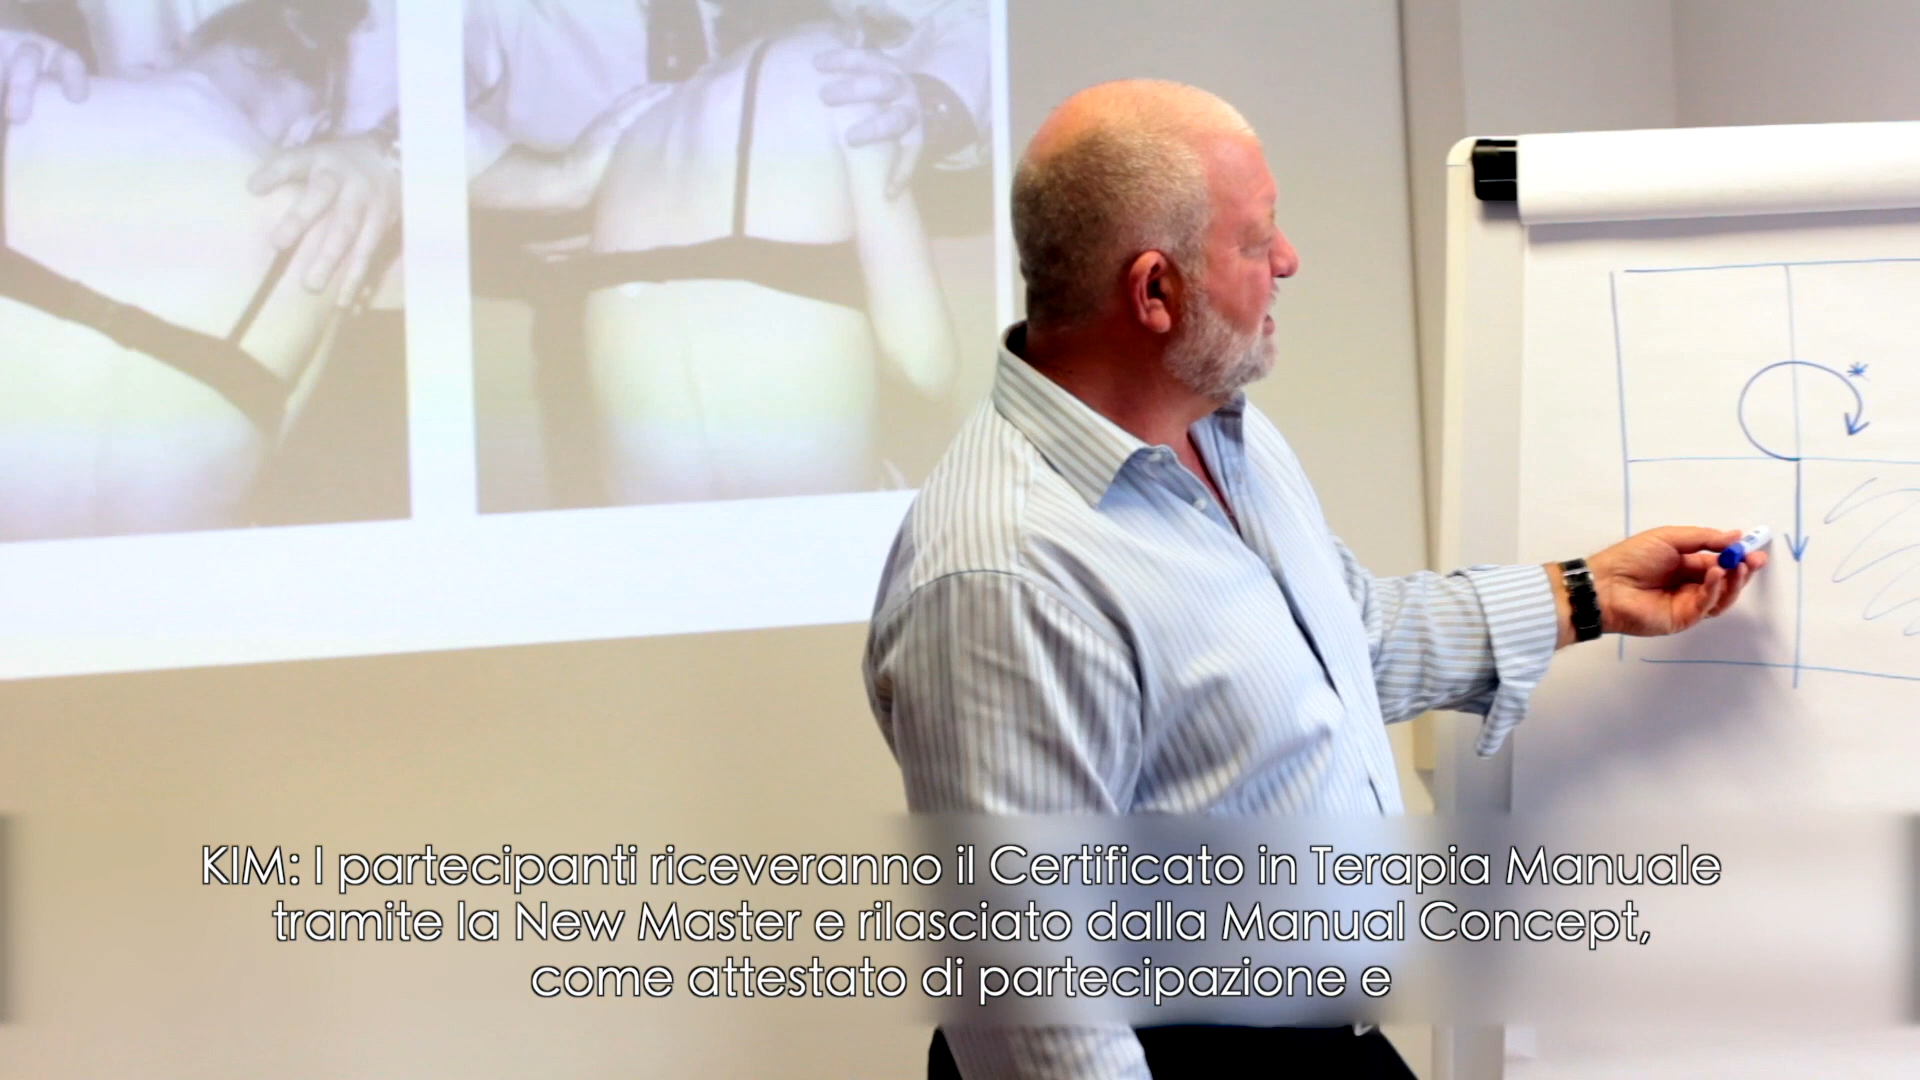 KIM: I partecipanti riceveranno il Certificato in Terapia Manuale
tramite la New Master e rilasciato dalla Manual Concept,
come attestato di partecipazione e